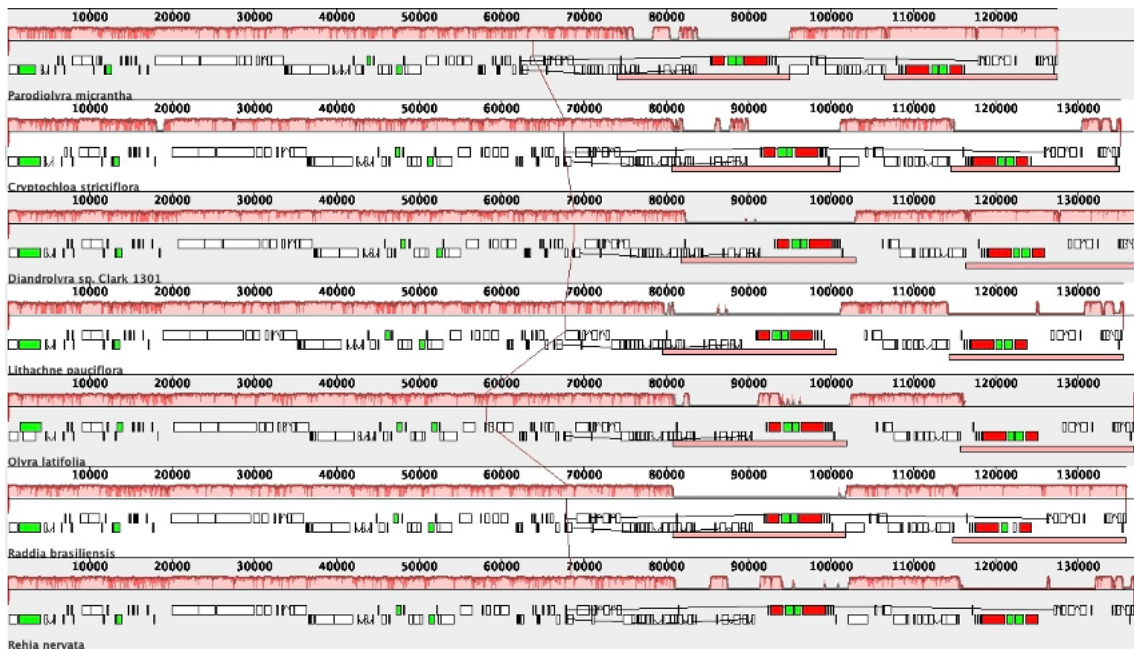 10000 20000 30000 40000 50000 60000 70000 80000 90000 100000 110000 120000
Parodiolyra micrantha
10000 20000 30000 40000 50000 60000 70000 80000 90000 100000 110000 120000 130000
Cryptochloa strictiflora
10000 20000 30000 40000 50000 60000 70000 80000 90000 100000 110000 120000 130000
Diandrolyra sp. Clark 1301
10000 20000 30000 40000 50000 60000 70000 80000 90000 100000 110000 120000 130000
Lithachne pauciflora
10000 20000 30000 40000 50000 60000 70000 80000 90000 100000 110000 120000 130000
Olyra latifolia
10000 20000 30000 40000 50000 60000 70000 80000 90000 100000 110000 120000 130000
Raddia brasiliensis
10000 20000 30000 40000 50000 60000 70000 80000 90000 100000 110000 120000 130000
Rehia nervata